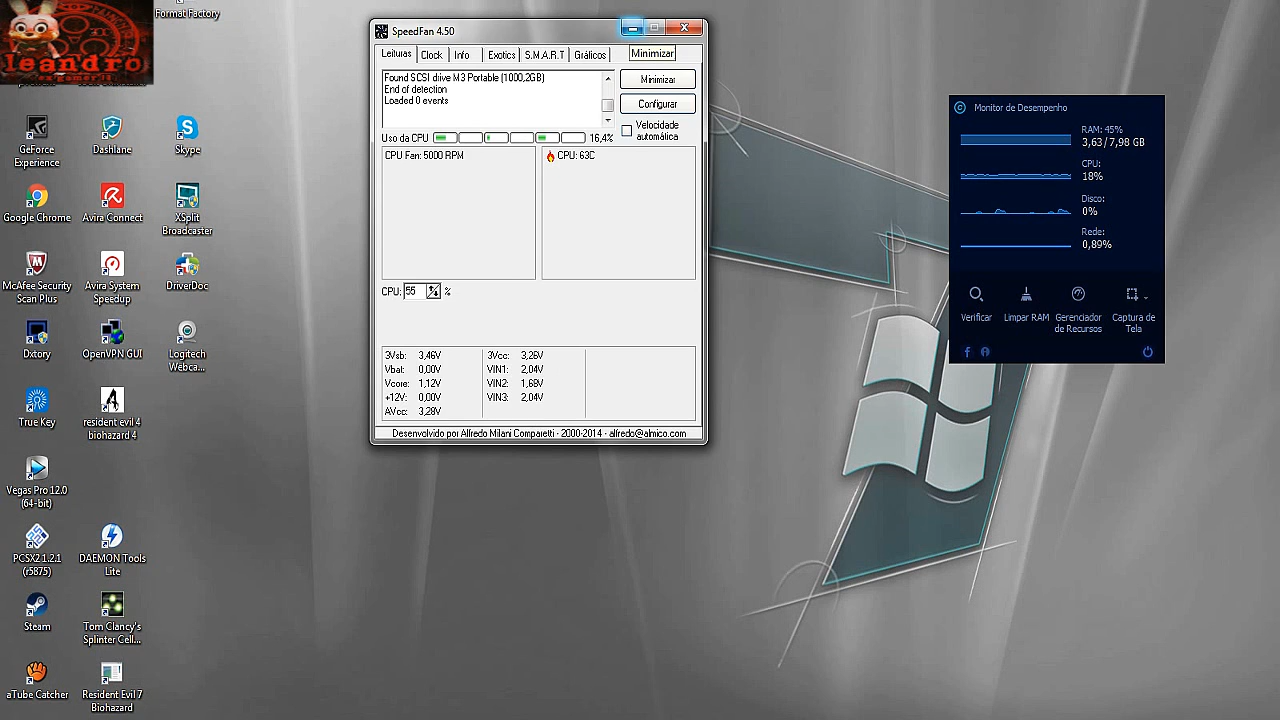 leandro
ex gamer
Format Factory
GeForce
Experience
Dashlane
Skype
Google Chrome
Avira Connect
XSplit
Broadcaster
McAfee Security
Scan Plus
Avira System
Speedup
DriverDoc
Dxtory
OpenVPN GUI
Logitech
Webca...
True Key
resident evil 4
biohazard 4
Vegas Pro 12.0
(64-bit)
PCSX2.1.2.1
(r5875)
DAEMON Tools
Lite
Steam
Tom Clancy's
Splinter Cell...
aTube Catcher
Resident Evil 7
Biohazard
SpeedFan 4.50
Leituras Clock Info Exotics S.M.A.R.T Gráficos
Minimizar
Found SCSI drive M3 Portable (1000,2GB)
End of detection
Loaded 0 events
Minimizar
Configurar
Velocidade
automática
Uso da CPU 16,4%
CPU Fan: 5000 RPM
CPU: 63C
CPU: 55 %
3Vsb: 3,46V
Vbat: 0,00V
Vcore: 1,12V
+12V: 0,00V
AVcc: 3,28V
3Vcc: 3,26V
VIN1: 2,04V
VIN2: 1,68V
VIN3: 2,04V
Desenvolvido por Alfredo Milani Comparetti - 2000-2014 - alfredo@almico.com
Monitor de Desempenho
RAM: 45%
3,63/7,98 GB
CPU:
18%
Disco:
0%
Rede:
0,89%
Verificar
Limpar RAM
Gerenciador
de Recursos
Captura de
Tela